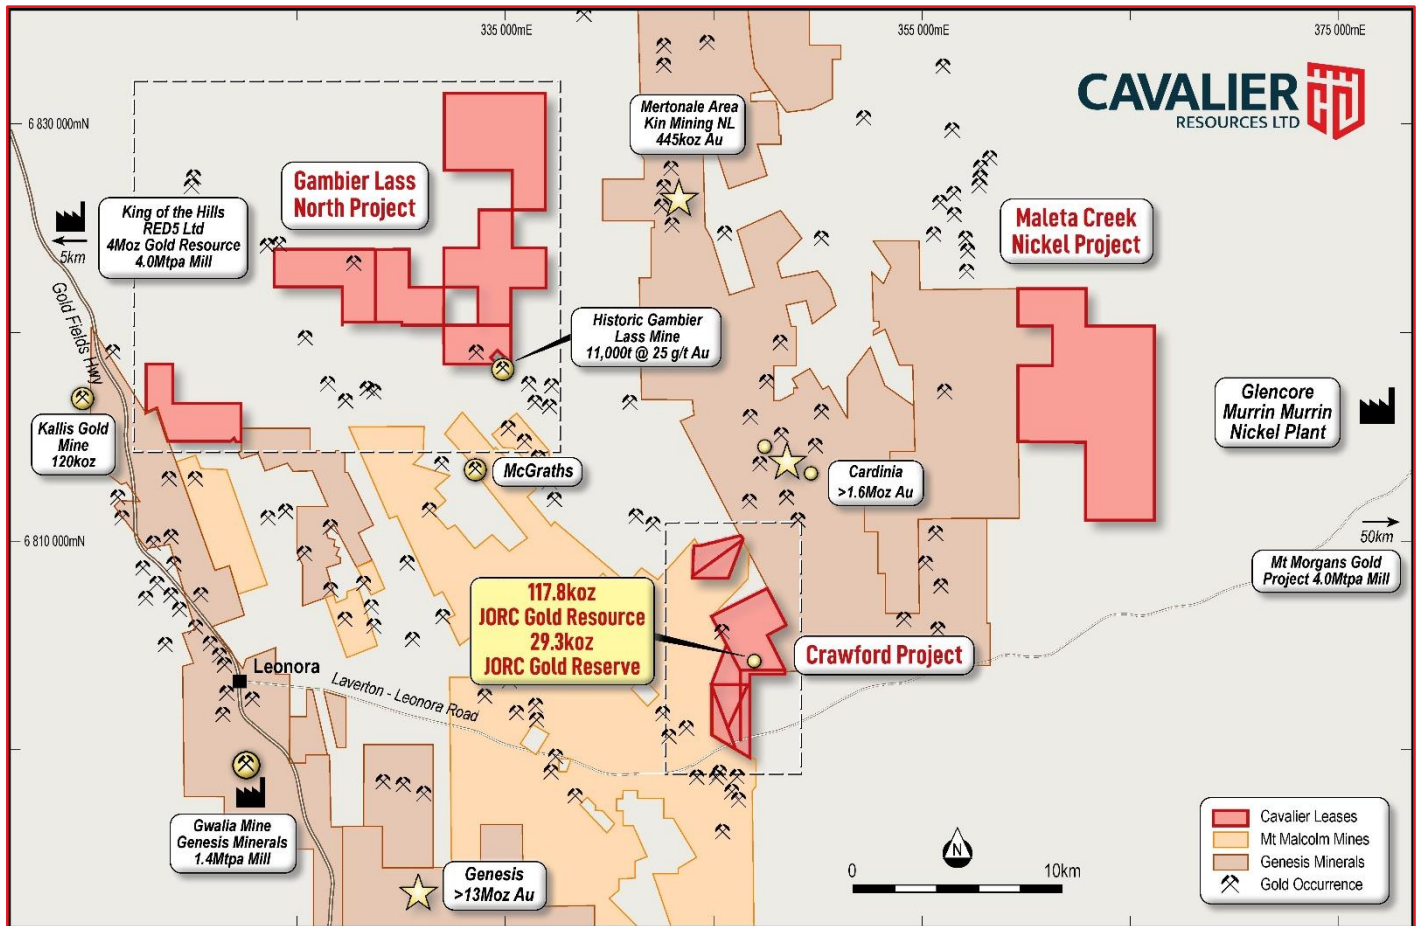 335 000mE
355 000mE
375 000mE
CAVALIER
RESOURCES LTD
6 830 000mN
Mertonale Area
Kin Mining NL
445koz Au
Gambier Lass
North Project
King of the Hills
RED5 Ltd
4Moz Gold Resource
4.0Mtpa Mill
5km
Maleta Creek
Nickel Project
Gold Fields Hwy
Historic Gambier
Lass Mine
11,000t @ 25 g/t Au
Kallis Gold
Mine
120koz
Glencore
Murrin Murrin
Nickel Plant
McGraths
Cardinia
>1.6Moz Au
6 810 000mN
50km
Mt Morgans Gold
Project 4.0Mtpa Mill
117.8koz
JORC Gold Resource
29.3koz
JORC Gold Reserve
Crawford Project
Leonora
Laverton - Leonora Road
Gwalia Mine
Genesis Minerals
1.4Mtpa Mill
Genesis
>13Moz Au
N
0
10km
Cavalier Leases
Mt Malcolm Mines
Genesis Minerals
Gold Occurrence